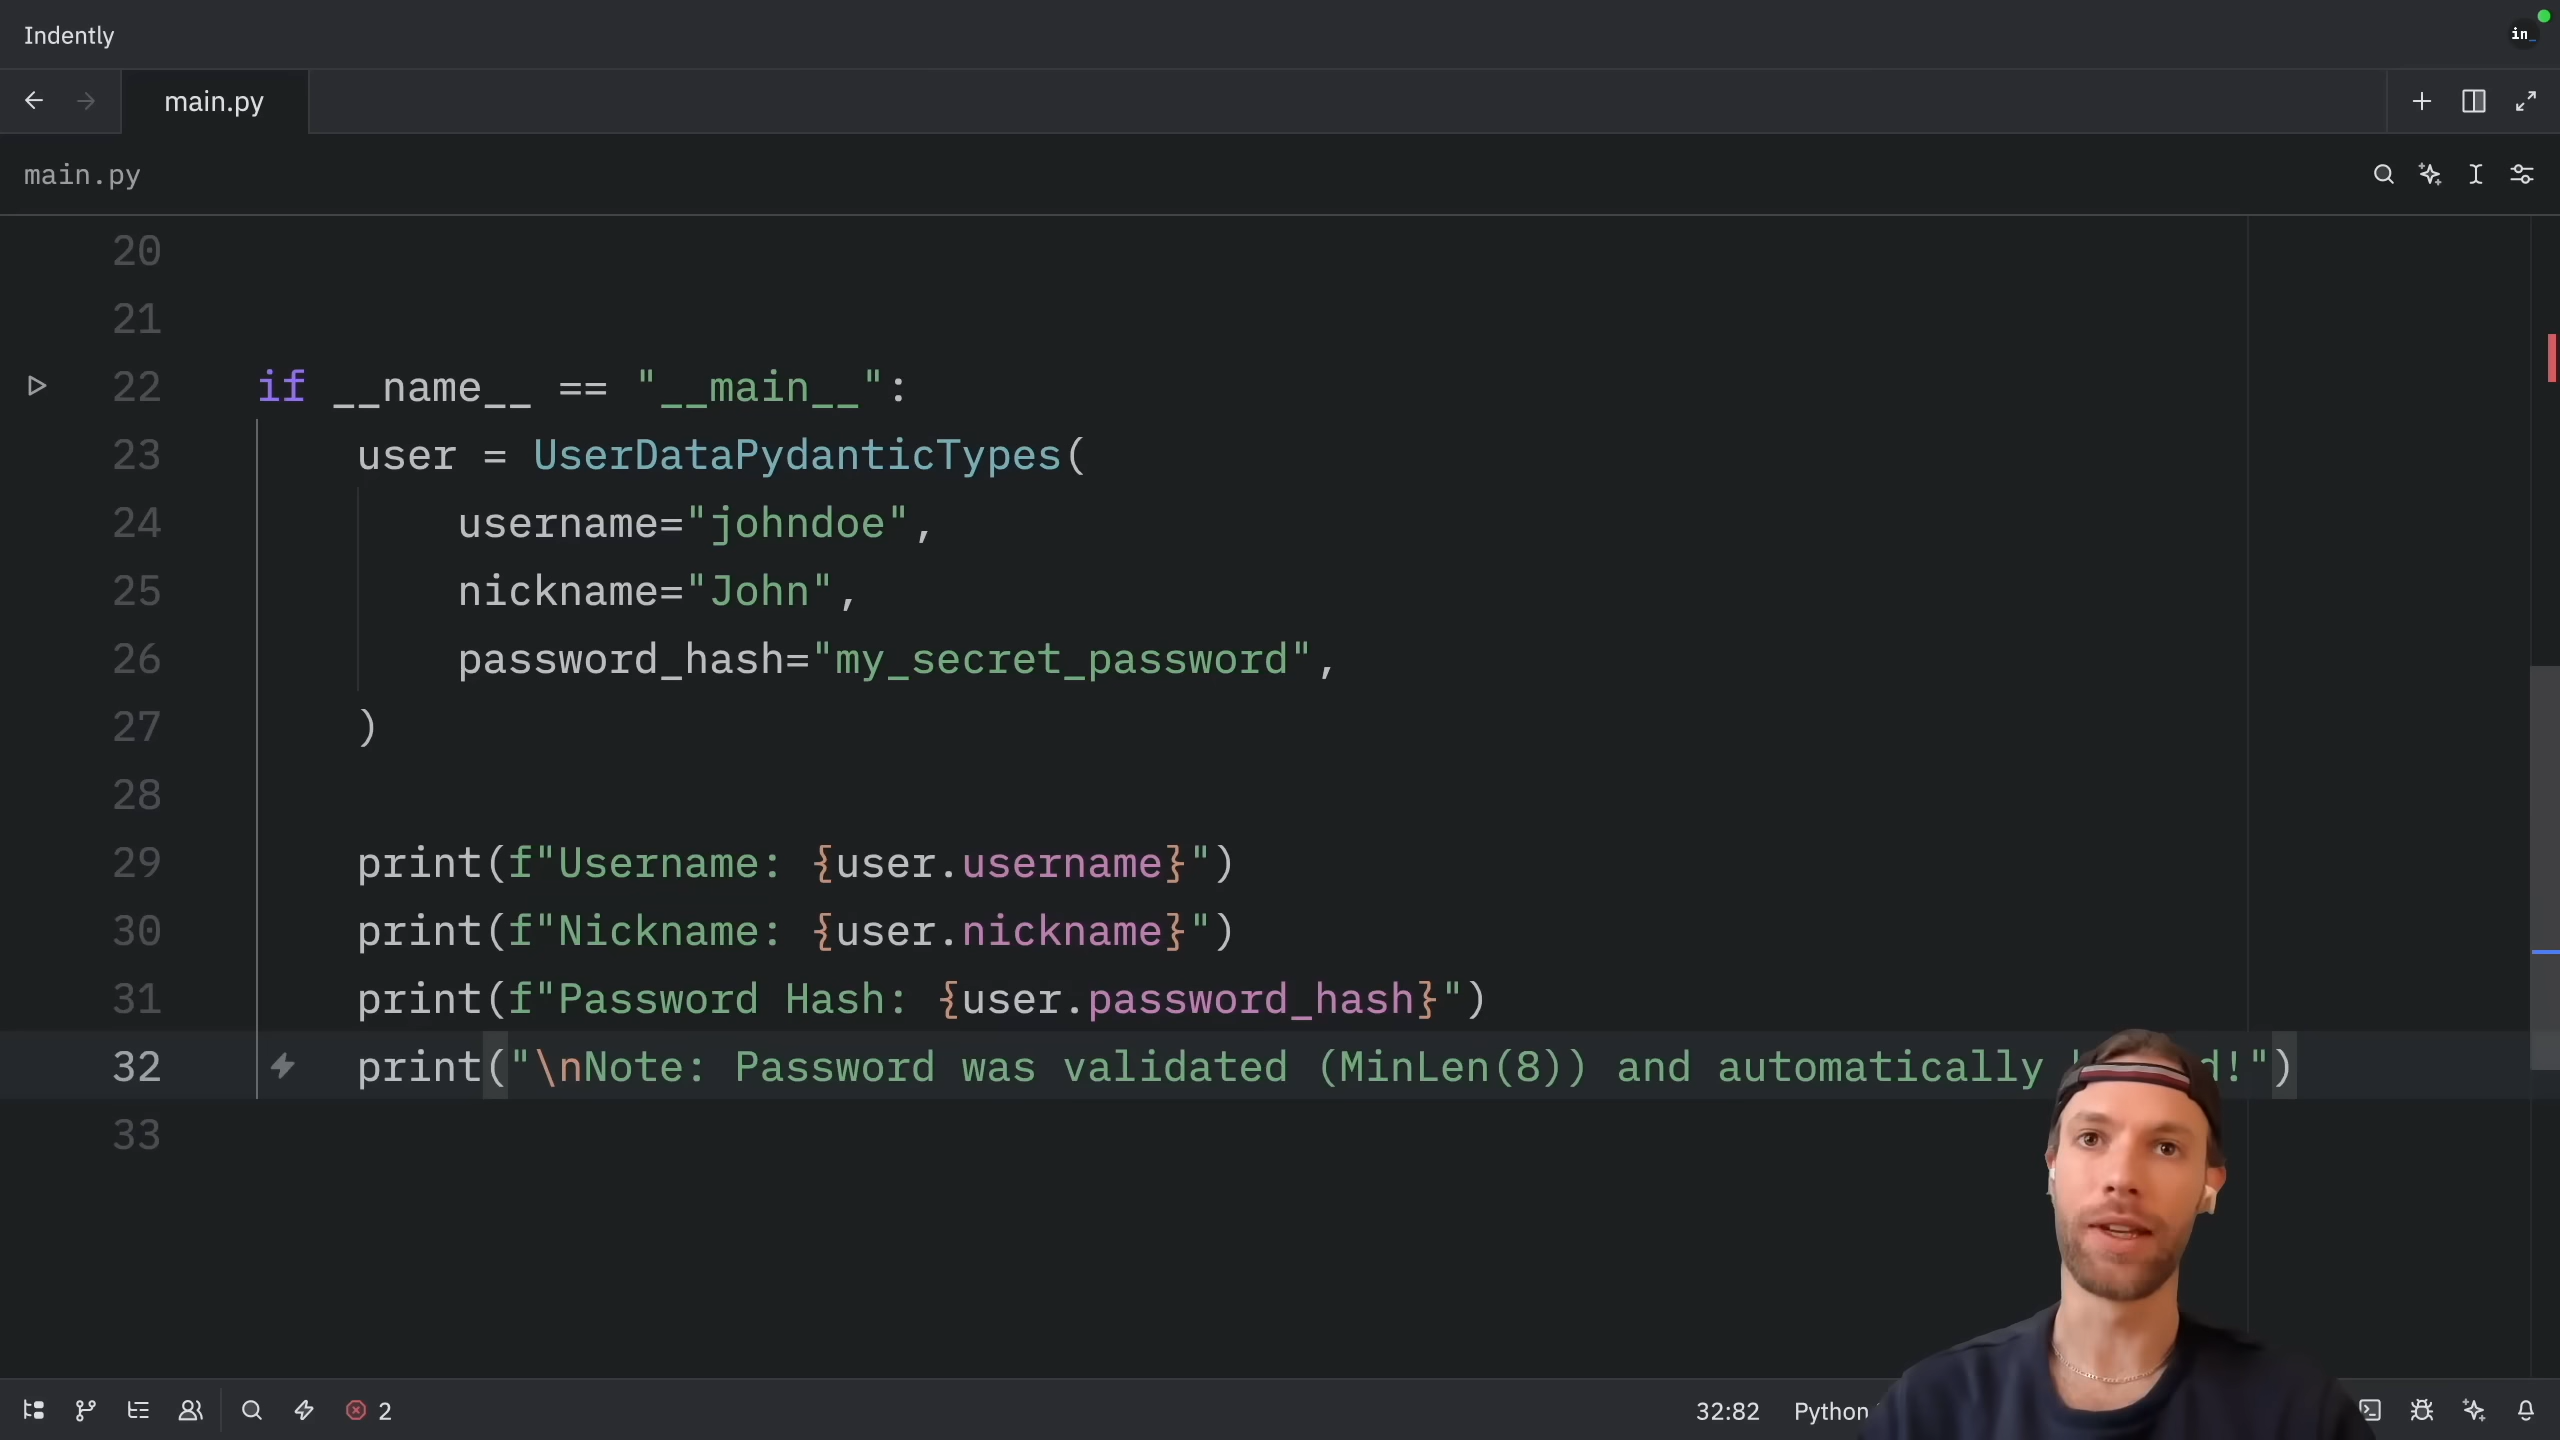 Indently
in_
main.py
main.py
20
21
22 if __name__ == "__main__":
23 user = UserDataPydanticTypes(
24 username="johndoe",
25 nickname="John",
26 password_hash="my_secret_password",
27 )
28
29 print(f"Username: {user.username}")
30 print(f"Nickname: {user.nickname}")
31 print(f"Password Hash: {user.password_hash}")
32 print("\nNote: Password was validated (MinLen(8)) and automatically d!")
33
2 32:82 Python